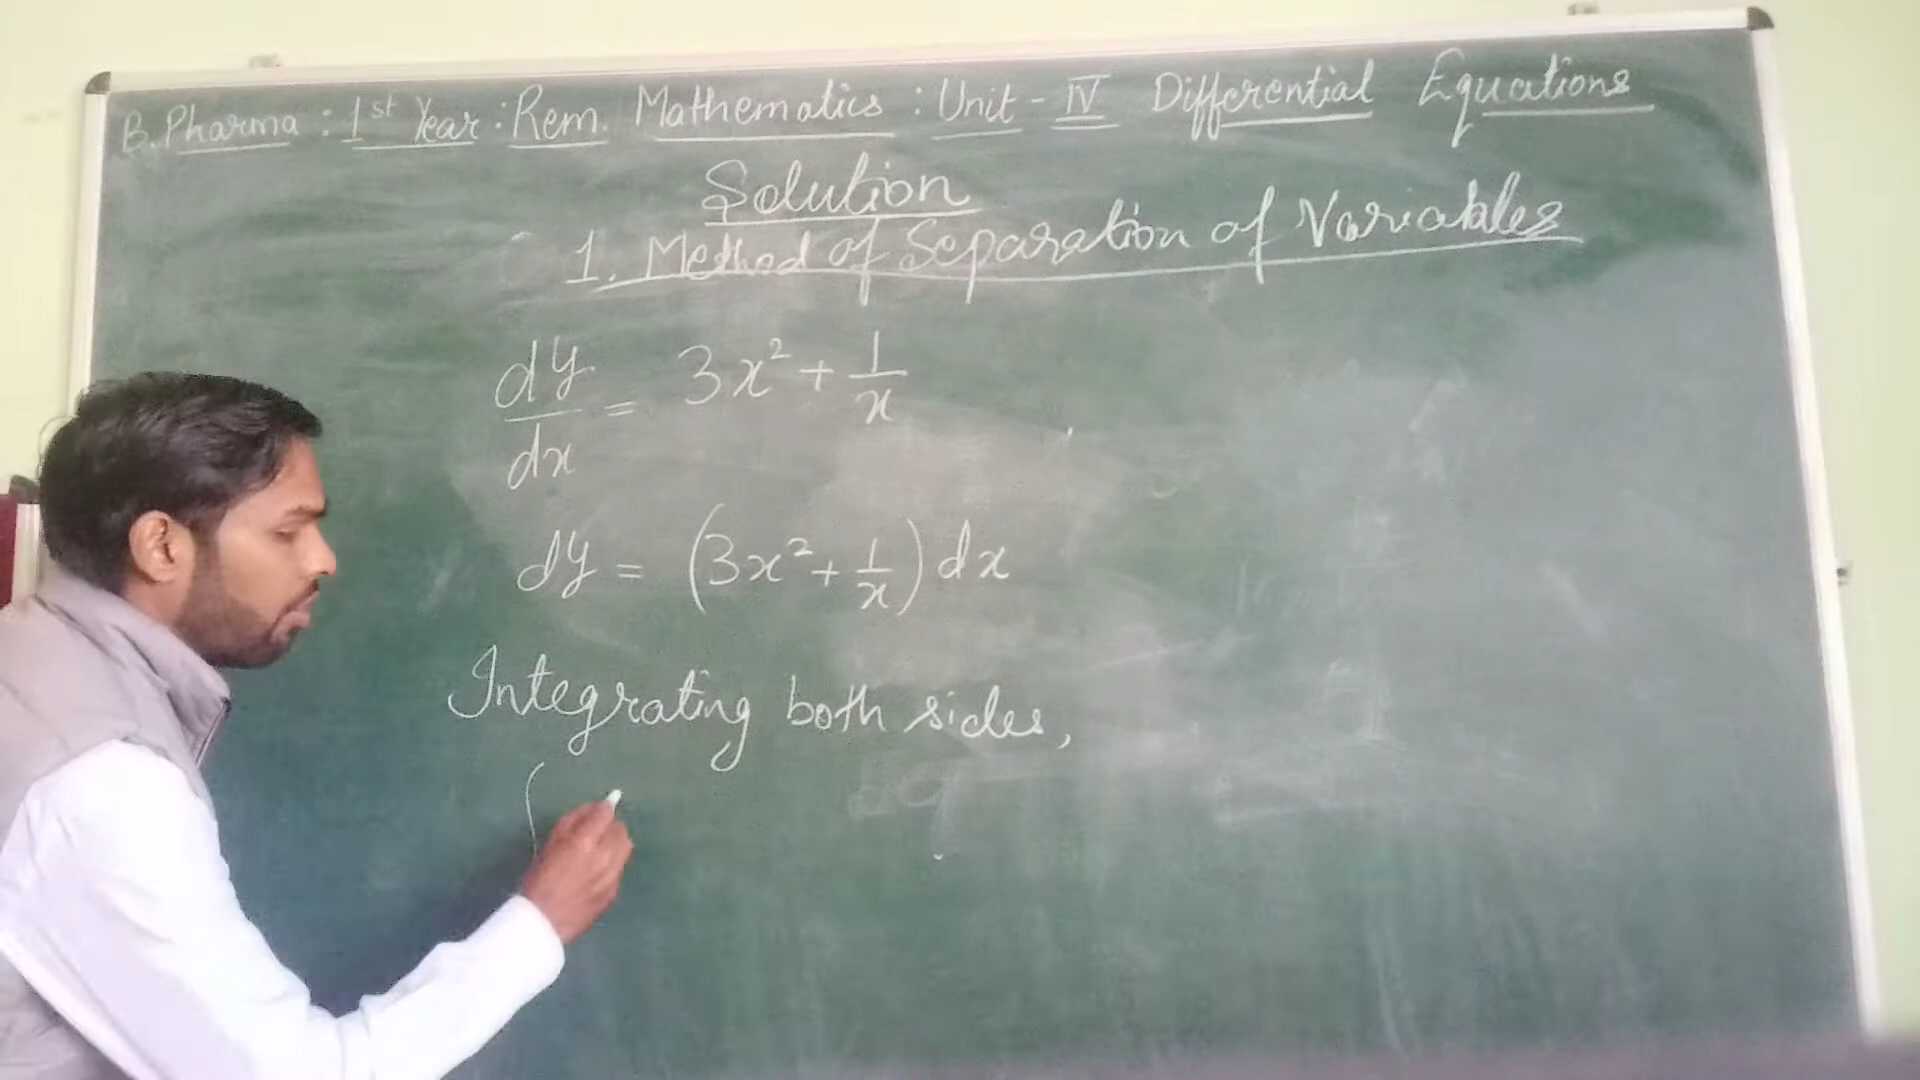 B. Pharma : 1st Year : Rem. Mathematics : Unit - IV Differential Equations
Solution
1. Method of Separation of Variables
dy/dx = 3x² + 1/x
dy = (3x² + 1/x) dx
Integrating both sides,
∫